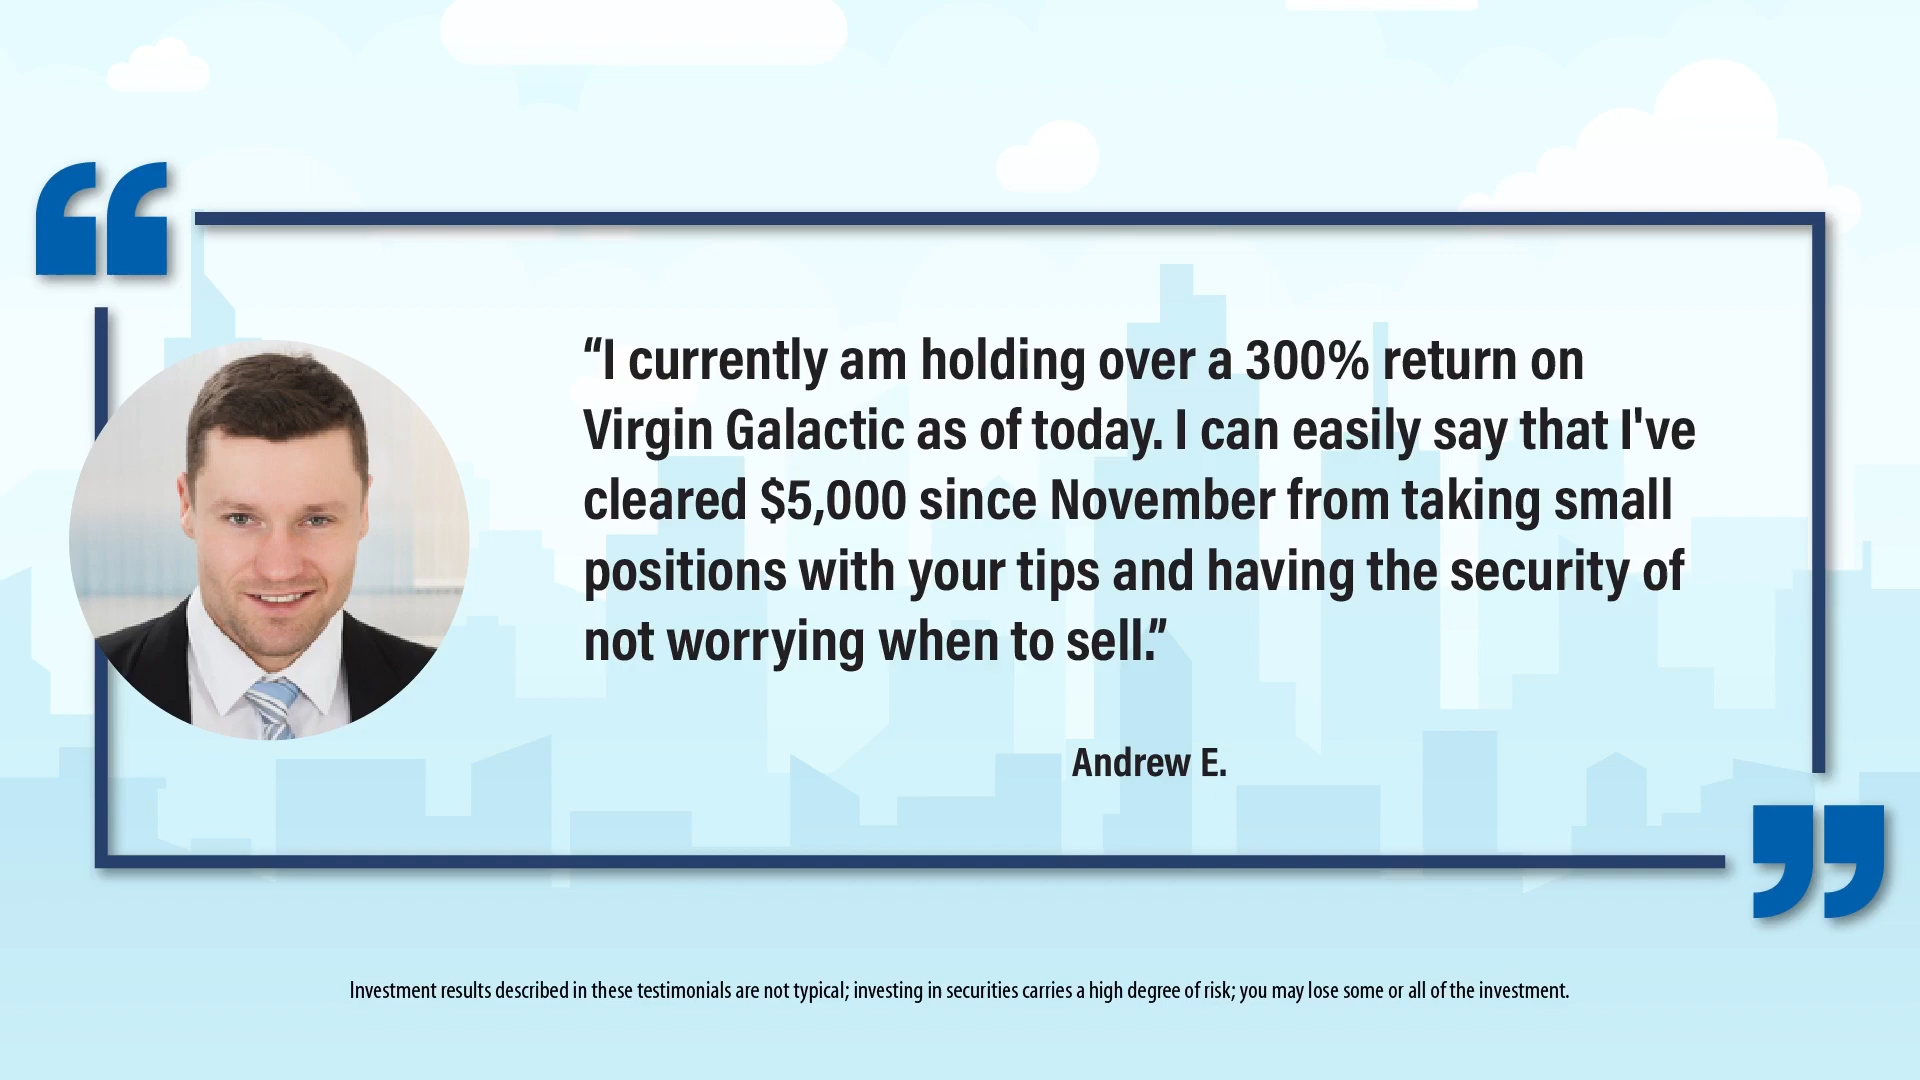 “I currently am holding over a 300% return on
Virgin Galactic as of today. I can easily say that I've
cleared $5,000 since November from taking small
positions with your tips and having the security of
not worrying when to sell.”
Andrew E.
Investment results described in these testimonials are not typical; investing in securities carries a high degree of risk; you may lose some or all of the investment.